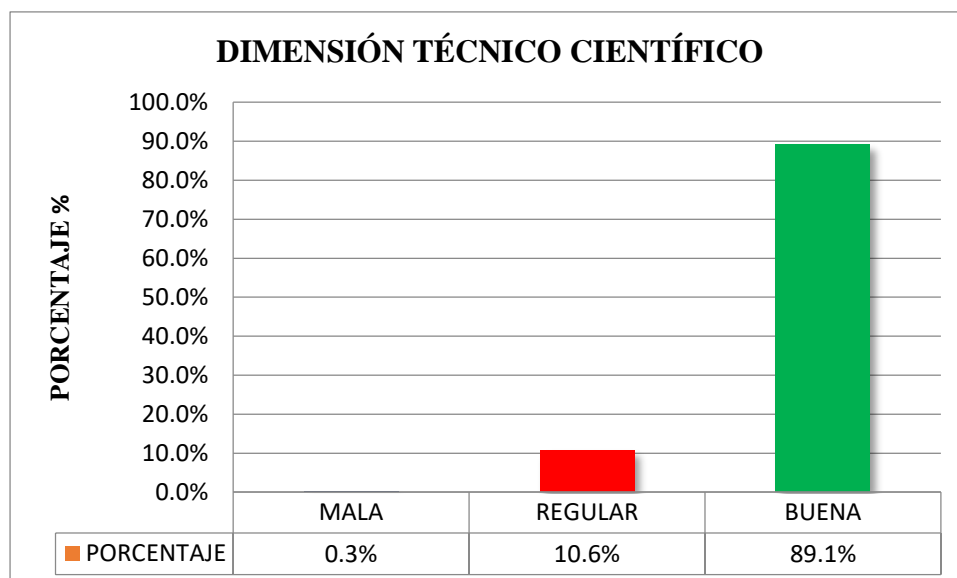 DIMENSIÓN TÉCNICO CIENTÍFICO
PORCENTAJE %
100.0%
90.0%
80.0%
70.0%
60.0%
50.0%
40.0%
30.0%
20.0%
10.0%
0.0%
MALA REGULAR BUENA
PORCENTAJE 0.3% 10.6% 89.1%